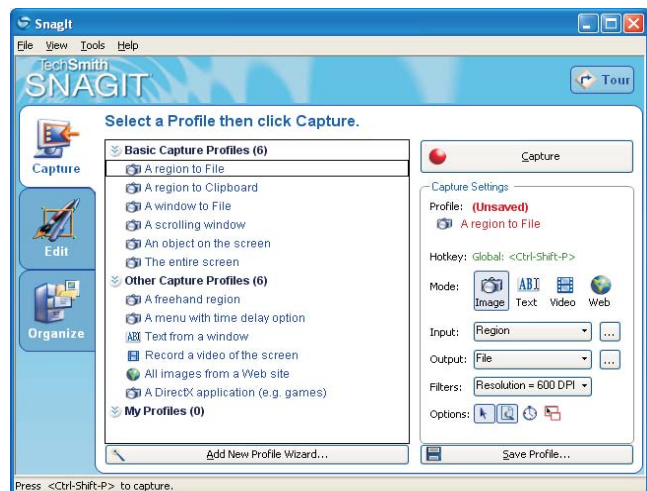 SnagIt
File View Tools Help
TechSmith
SNAGIT
Tour
Capture
Edit
Organize
Select a Profile then click Capture.
Basic Capture Profiles (6)
A region to File
A region to Clipboard
A window to File
A scrolling window
An object on the screen
The entire screen
Other Capture Profiles (6)
A freehand region
A menu with time delay option
ABI Text from a window
Record a video of the screen
All images from a Web site
A DirectX application (e.g. games)
My Profiles (0)
Add New Profile Wizard...
Capture
Capture Settings
Profile: (Unsaved)
A region to File
Hotkey: Global: <Ctrl-Shift-P>
Mode: ABI
Image Text Video Web
Input: Region ...
Output: File ...
Filters: Resolution = 600 DPI
Options:
Save Profile...
Press <Ctrl-Shift-P> to capture.